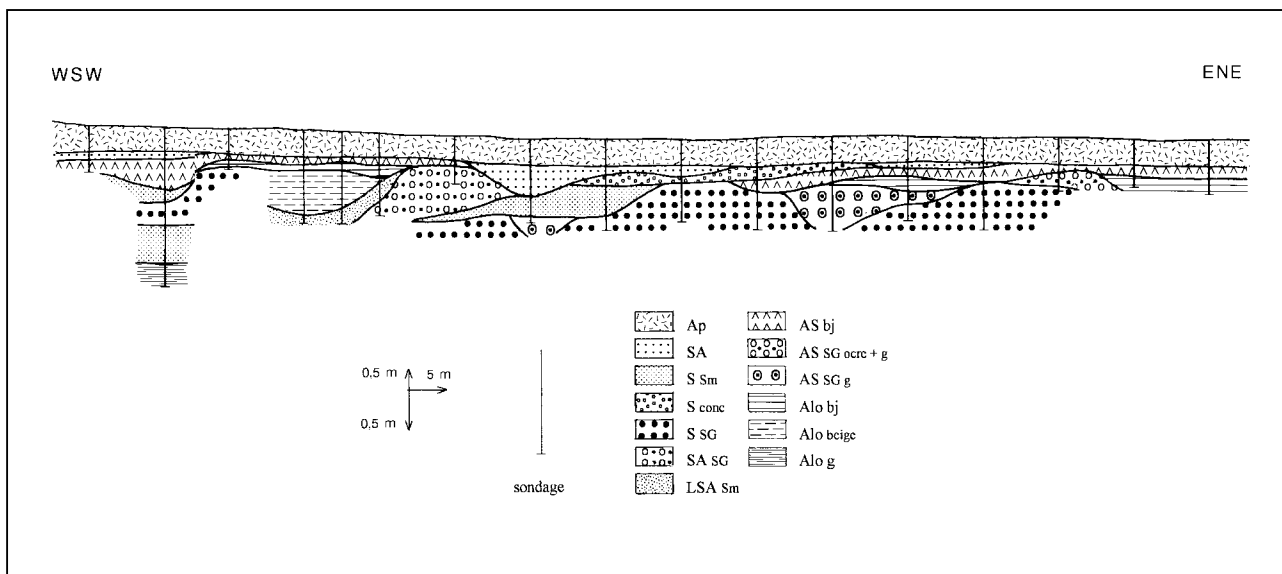 WSW
ENE
Ap
SA
S Sm
S conc
S SG
SA SG
LSA Sm
AS bj
AS SG ocre + g
AS SG g
Alo bj
Alo beige
Alo g
0,5 m
5 m
0,5 m
sondage